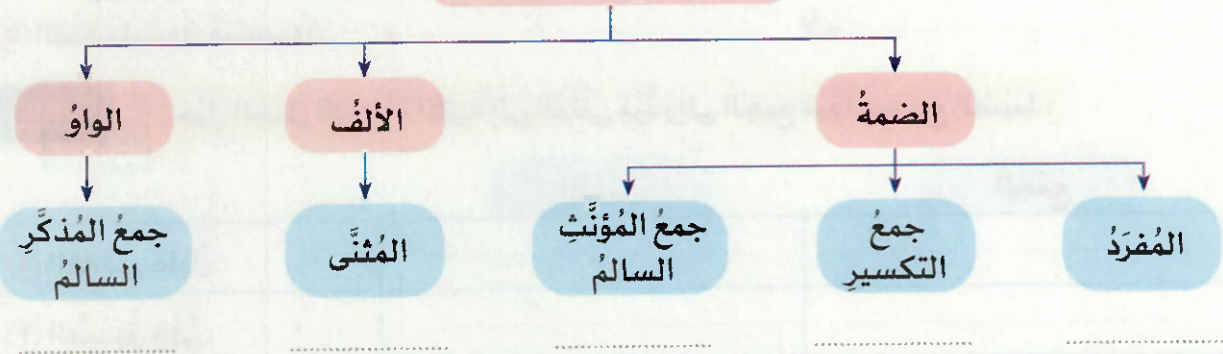 الضمةُ
الألفُ
الواوُ
المُفرَدُ
جمعُ
التكسيرِ
جمعُ المُؤنَّثِ
السالمُ
المُثنَّى
جمعُ المُذكَّرِ
السالمُ